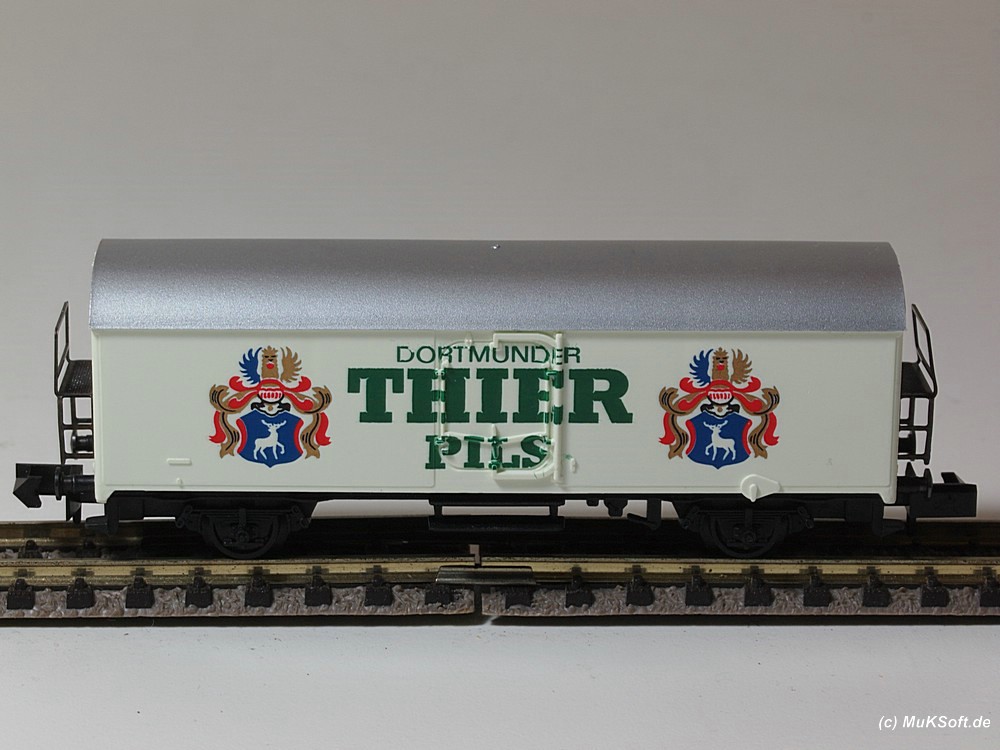 DORTMUNDER
THIER
PILS
(c) MuKSoft.de